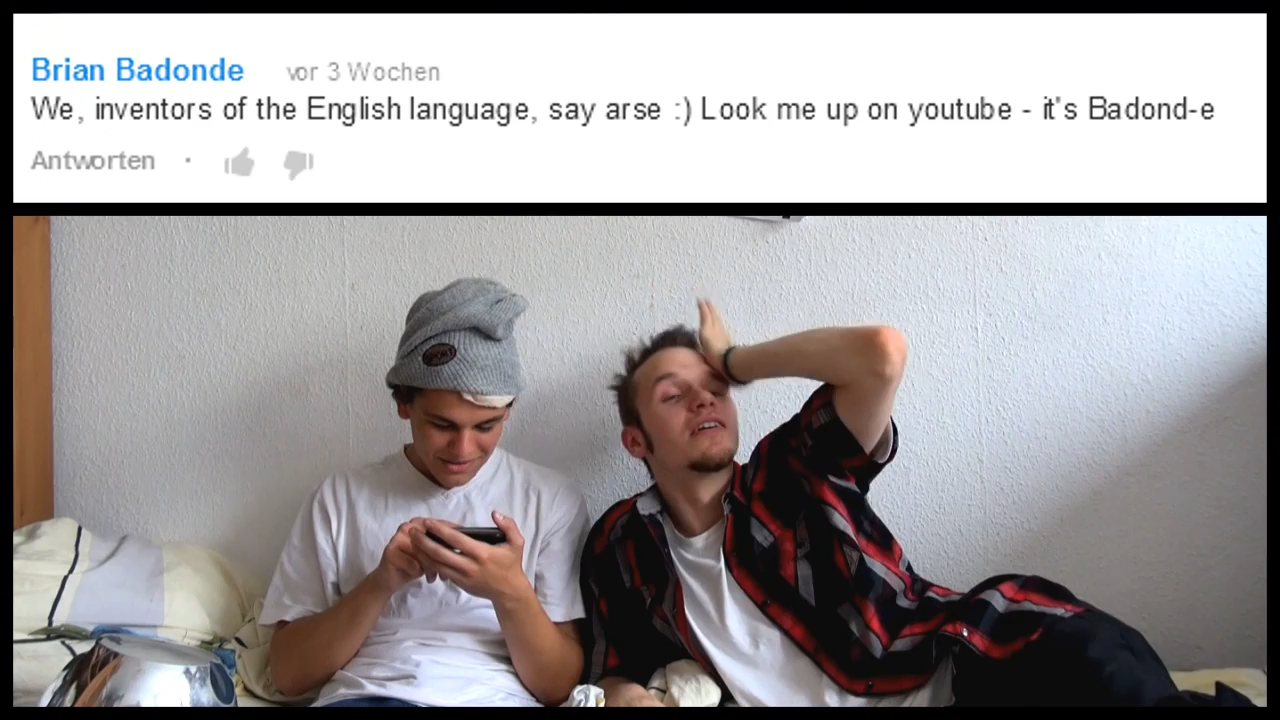 Brian Badonde vor 3 Wochen
We, inventors of the English language, say arse :) Look me up on youtube - it's Badond-e
Antworten ·
SPORT